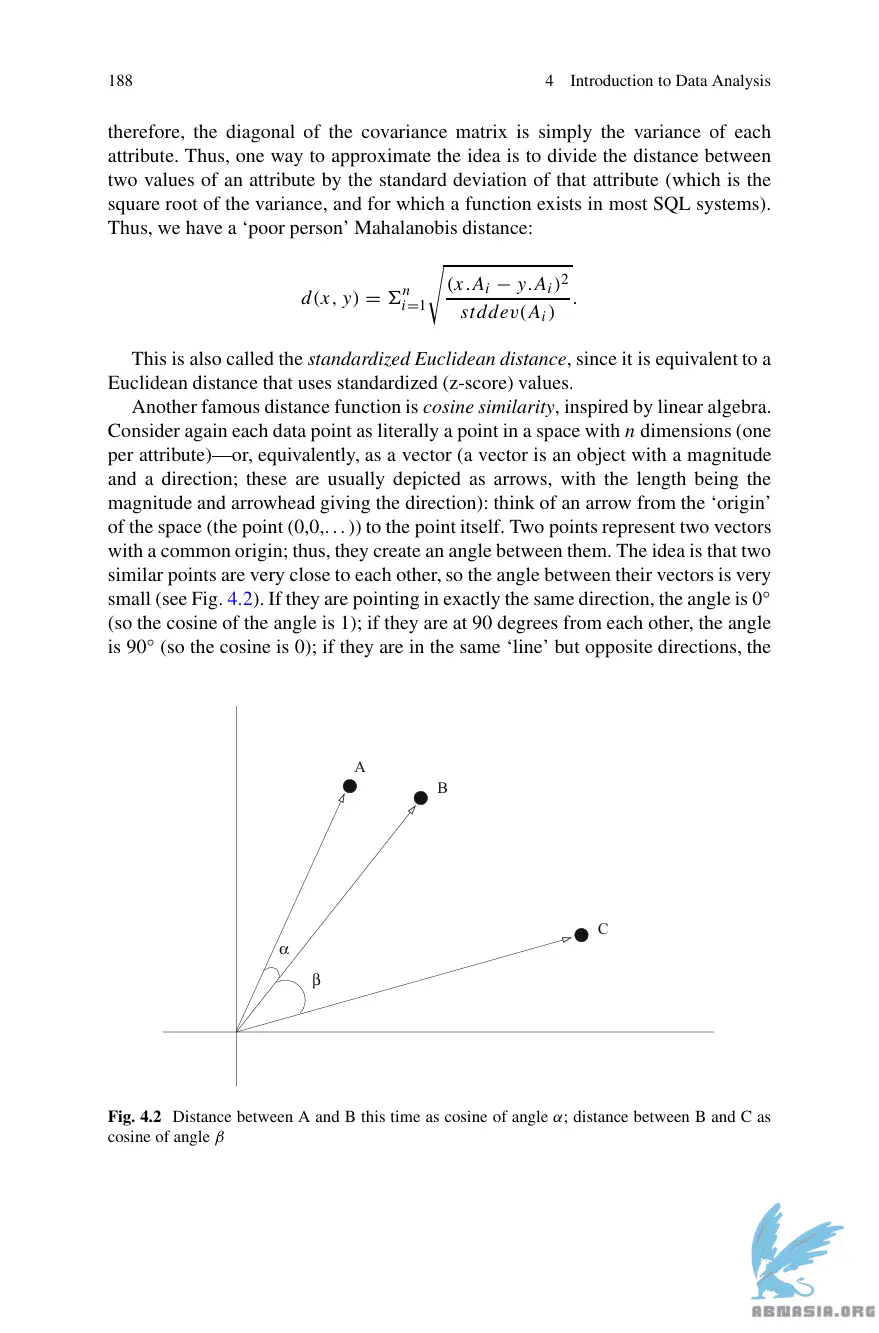 188
4 Introduction to Data Analysis
therefore, the diagonal of the covariance matrix is simply the variance of each
attribute. Thus, one way to approximate the idea is to divide the distance between
two values of an attribute by the standard deviation of that attribute (which is the
square root of the variance, and for which a function exists in most SQL systems).
Thus, we have a ‘poor person’ Mahalanobis distance:
d(x, y) = Σⁿᵢ₌₁ √((x.Aᵢ − y.Aᵢ)² / stddev(Aᵢ)).
This is also called the standardized Euclidean distance, since it is equivalent to a
Euclidean distance that uses standardized (z-score) values.
Another famous distance function is cosine similarity, inspired by linear algebra.
Consider again each data point as literally a point in a space with n dimensions (one
per attribute)—or, equivalently, as a vector (a vector is an object with a magnitude
and a direction; these are usually depicted as arrows, with the length being the
magnitude and arrowhead giving the direction): think of an arrow from the ‘origin’
of the space (the point (0,0,. . . )) to the point itself. Two points represent two vectors
with a common origin; thus, they create an angle between them. The idea is that two
similar points are very close to each other, so the angle between their vectors is very
small (see Fig. 4.2). If they are pointing in exactly the same direction, the angle is 0°
(so the cosine of the angle is 1); if they are at 90 degrees from each other, the angle
is 90° (so the cosine is 0); if they are in the same ‘line’ but opposite directions, the
A
B
C
α
β
Fig. 4.2 Distance between A and B this time as cosine of angle α; distance between B and C as
cosine of angle β
ABNASIA.ORG